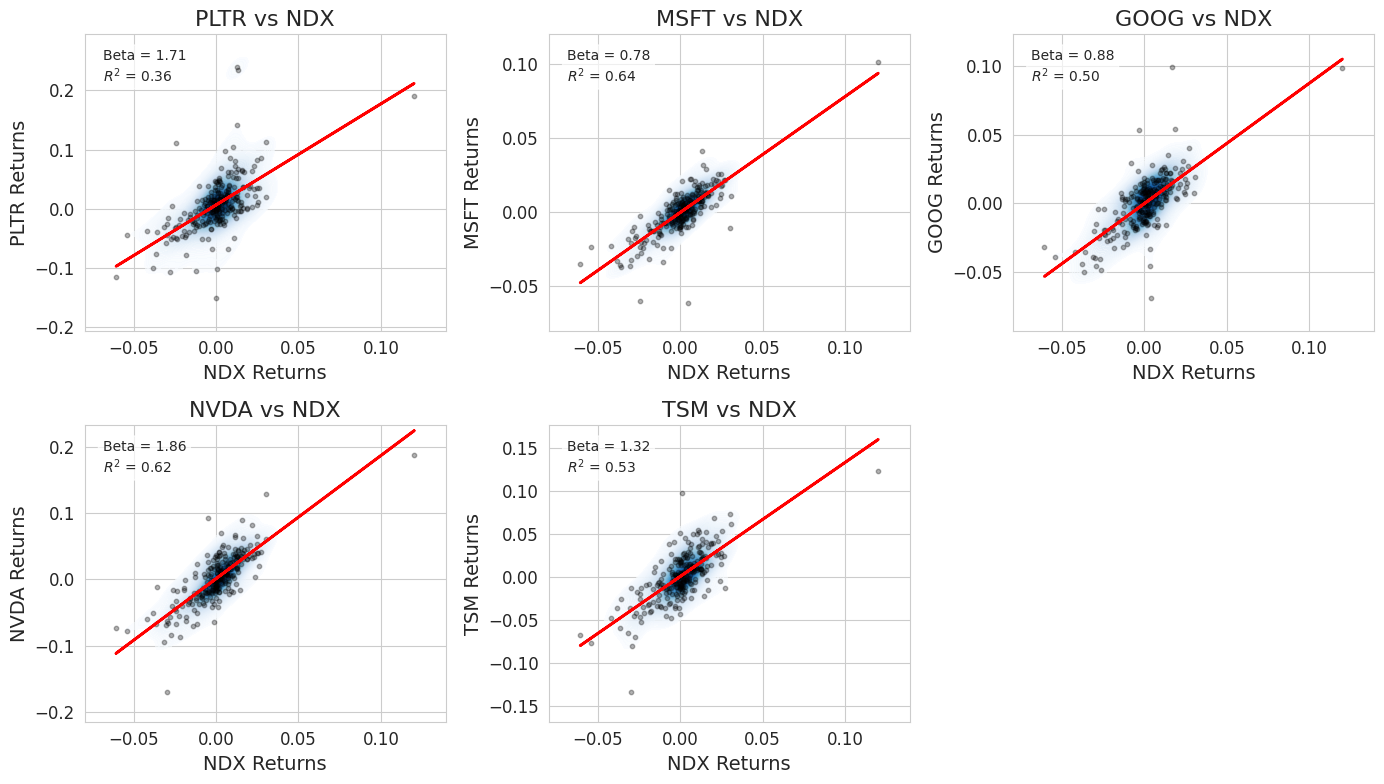 PLTR vs NDX
Beta = 1.71
R² = 0.36
PLTR Returns
0.2
0.1
0.0
−0.1
−0.2
−0.05
0.00
0.05
0.10
NDX Returns
MSFT vs NDX
Beta = 0.78
R² = 0.64
MSFT Returns
0.10
0.05
0.00
−0.05
−0.05
0.00
0.05
0.10
NDX Returns
GOOG vs NDX
Beta = 0.88
R² = 0.50
GOOG Returns
0.10
0.05
0.00
−0.05
−0.05
0.00
0.05
0.10
NDX Returns
NVDA vs NDX
Beta = 1.86
R² = 0.62
NVDA Returns
0.2
0.1
0.0
−0.1
−0.2
−0.05
0.00
0.05
0.10
NDX Returns
TSM vs NDX
Beta = 1.32
R² = 0.53
TSM Returns
0.15
0.10
0.05
0.00
−0.05
−0.10
−0.15
−0.05
0.00
0.05
0.10
NDX Returns